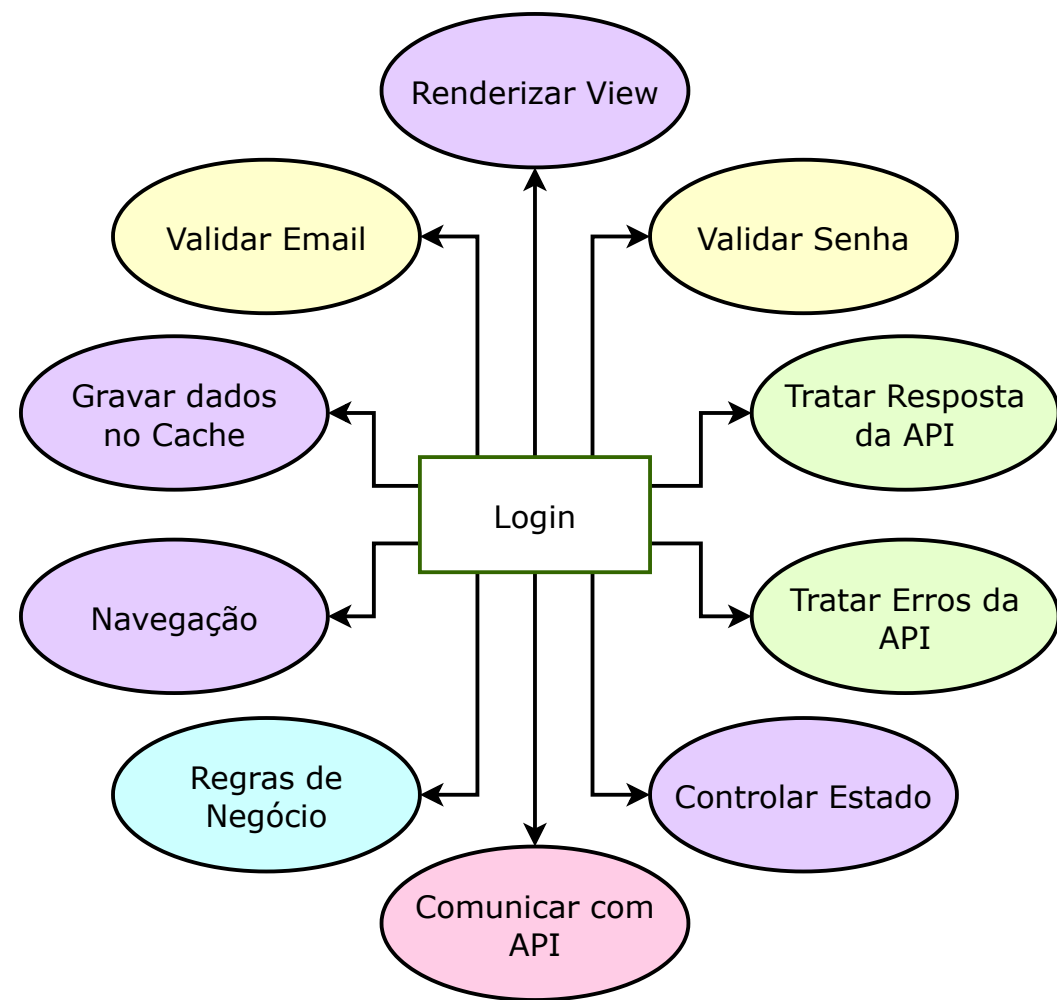 Renderizar View
Validar Email
Validar Senha
Gravar dados
no Cache
Tratar Resposta
da API
Login
Navegação
Tratar Erros da
API
Regras de
Negócio
Controlar Estado
Comunicar com
API